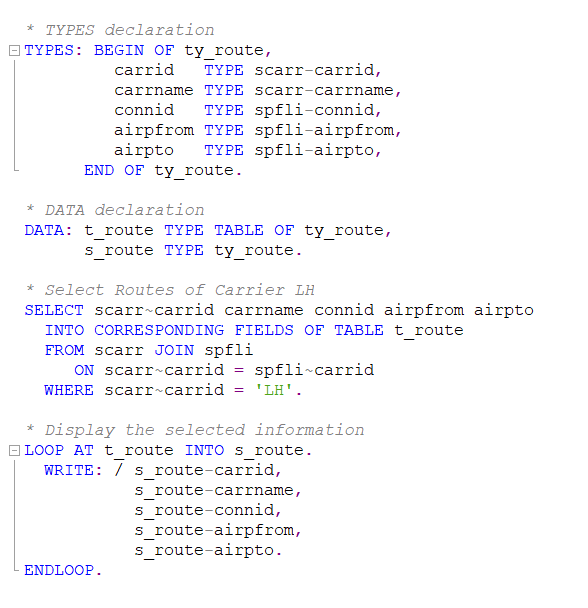 * TYPES declaration
TYPES: BEGIN OF ty_route,
         carrid   TYPE scarr-carrid,
         carrname TYPE scarr-carrname,
         connid   TYPE spfli-connid,
         airpfrom TYPE spfli-airpfrom,
         airpto   TYPE spfli-airpto,
      END OF ty_route.
* DATA declaration
DATA: t_route TYPE TABLE OF ty_route,
      s_route TYPE ty_route.
* Select Routes of Carrier LH
SELECT scarr~carrid carrname connid airpfrom airpto
  INTO CORRESPONDING FIELDS OF TABLE t_route
  FROM scarr JOIN spfli
     ON scarr~carrid = spfli~carrid
  WHERE scarr~carrid = 'LH'.
* Display the selected information
LOOP AT t_route INTO s_route.
  WRITE: / s_route-carrid,
           s_route-carrname,
           s_route-connid,
           s_route-airpfrom,
           s_route-airpto.
ENDLOOP.